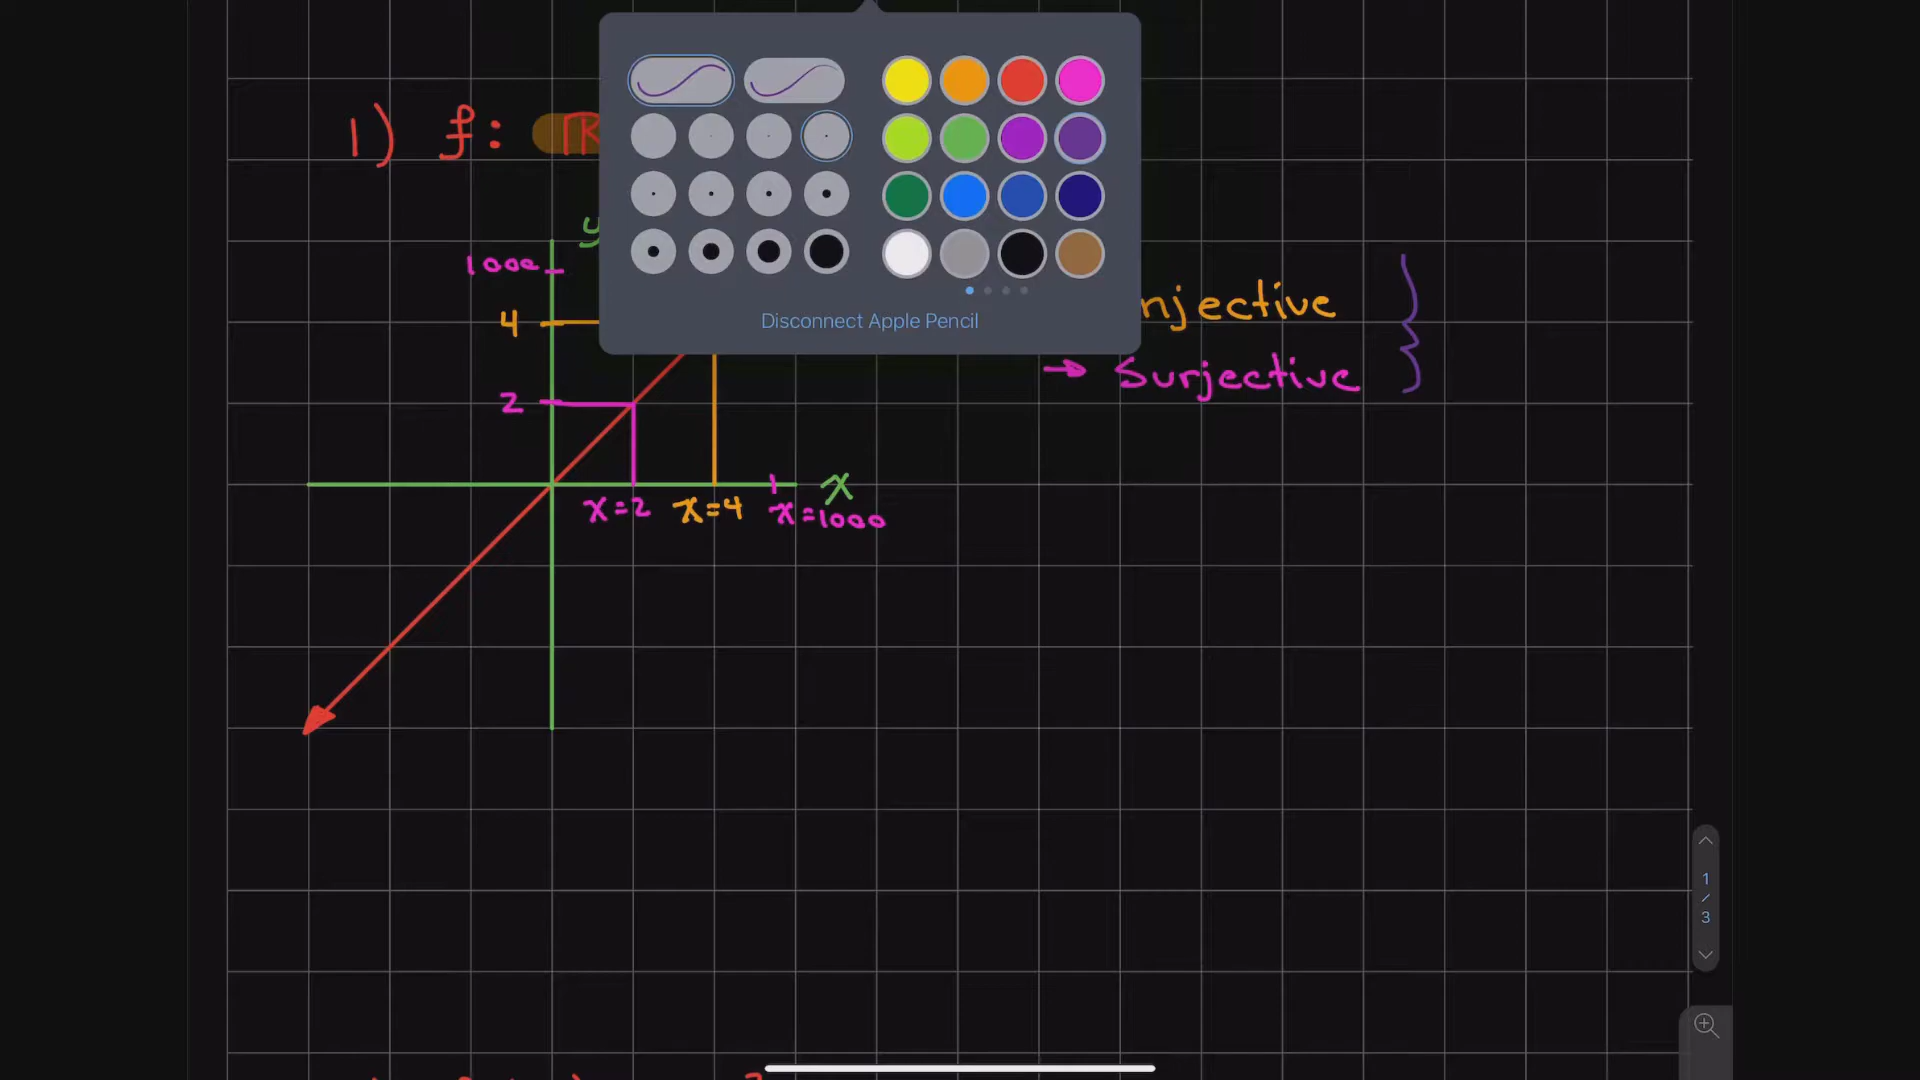 1) f: ℝ
y
1000
4
2
x=2 x=4 x=1000
x
njective
→ Surjective
Disconnect Apple Pencil
1
/
3